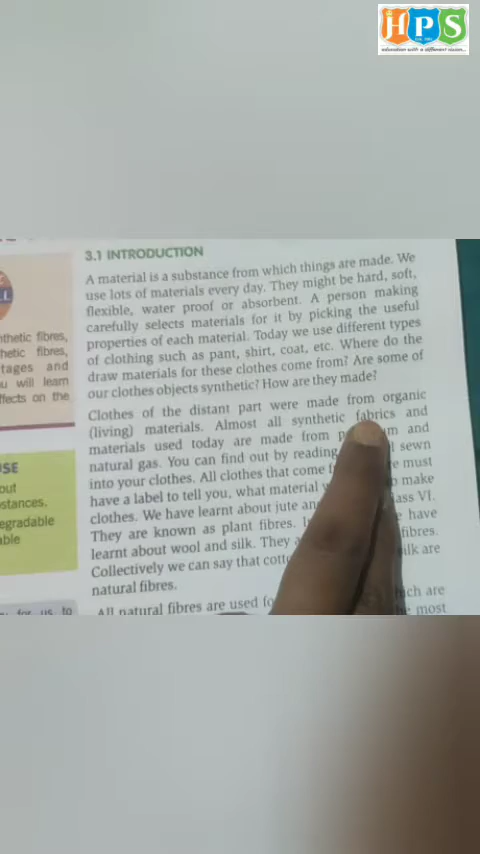 HPS
education with a different vision...
3.1 INTRODUCTION
A material is a substance from which things are made. We
use lots of materials every day. They might be hard, soft,
flexible, water proof or absorbent. A person making
carefully selects materials for it by picking the useful
properties of each material. Today we use different types
of clothing such as pant, shirt, coat, etc. Where do the
draw materials for these clothes come from? Are some of
our clothes objects synthetic? How are they made?
Clothes of the distant part were made from organic
(living) materials. Almost all synthetic fabrics and
materials used today are made from and
natural gas. You can find out by reading sewn
into your clothes. All clothes that come must
have a label to tell you, what material make
clothes. We have learnt about jute VI.
They are known as plant fibres. have
learnt about wool and silk. They fibres.
Collectively we can say that silk are
natural fibres.
All natural fibres are used which are
most
thetic fibres,
hetic fibres,
tages and
u will learn
ffects on the
USE
out
stances.
egradable
able
for us to